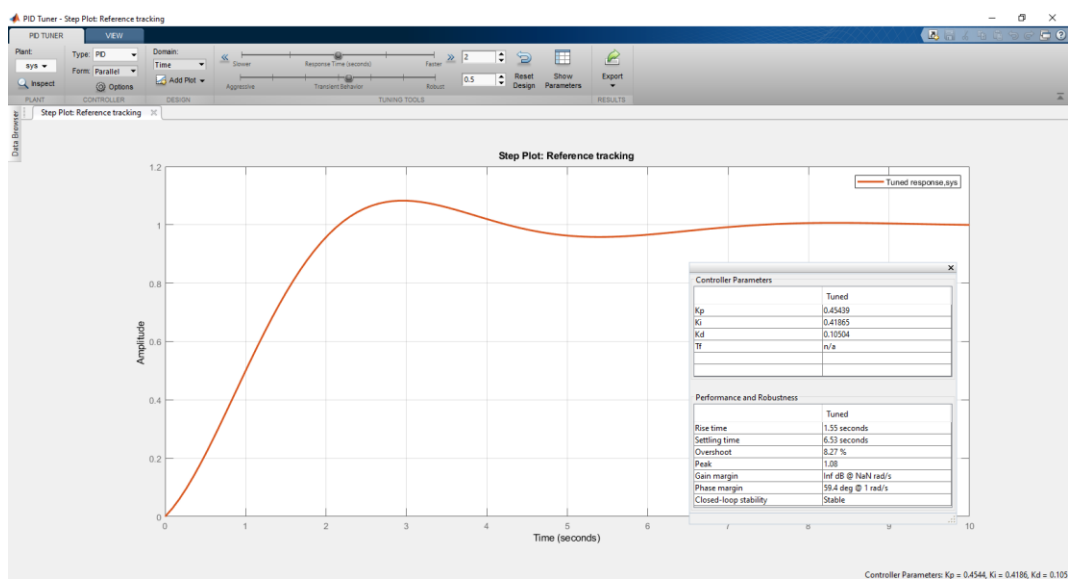 PID Tuner - Step Plot: Reference tracking
PID TUNER VIEW
Plant:
sys
Inspect
PLANT
Type: PID
Form: Parallel
Options
CONTROLLER
Domain:
Time
Add Plot
DESIGN
Slower Response Time (seconds) Faster 2
Aggressive Transient Behavior Robust 0.5
Reset Design
Show Parameters
TUNING TOOLS
Export
RESULTS
Data Browser
Step Plot: Reference tracking
Step Plot: Reference tracking
Tuned response,sys
Amplitude
1.2
1
0.8
0.6
0.4
0.2
0
0 1 2 3 4 5 6 7 8 9 10
Time (seconds)
Controller Parameters
Tuned
Kp 0.45439
Ki 0.41865
Kd 0.10504
Tf n/a
Performance and Robustness
Tuned
Rise time 1.55 seconds
Settling time 6.53 seconds
Overshoot 8.27 %
Peak 1.08
Gain margin Inf dB @ NaN rad/s
Phase margin 59.4 deg @ 1 rad/s
Closed-loop stability Stable
Controller Parameters: Kp = 0.4544, Ki = 0.4186, Kd = 0.105